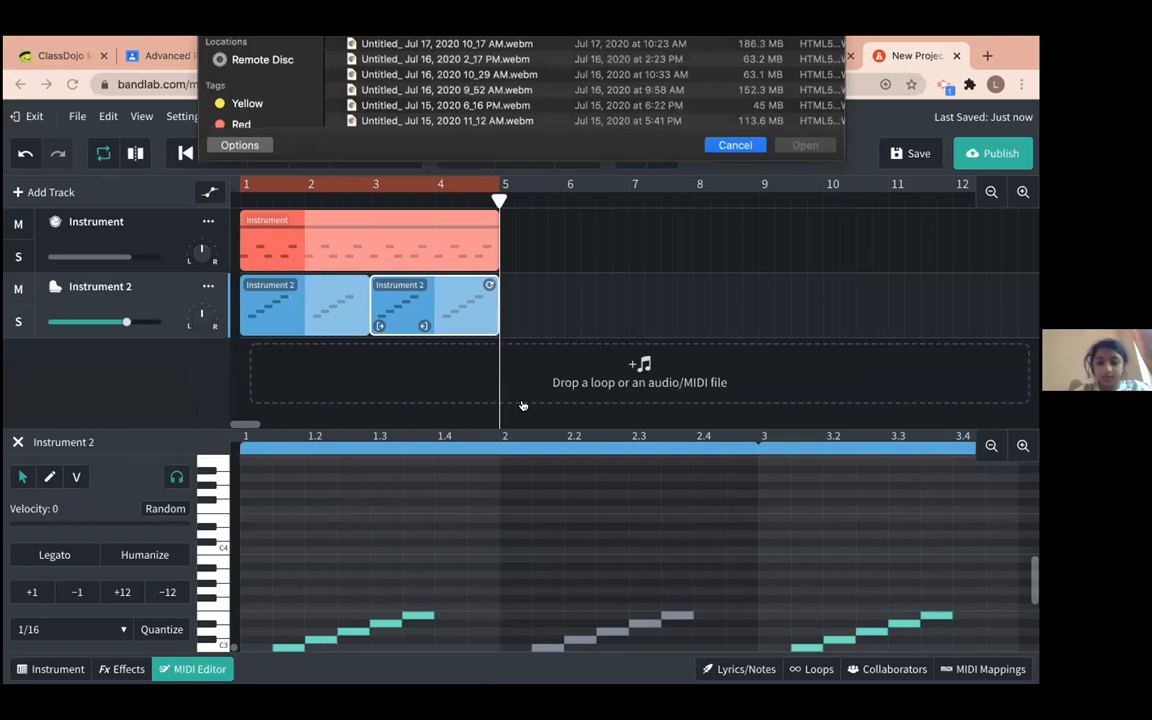 ClassDojo
Advanced
New Projec
Locations
Remote Disc
Tags
Yellow
Red
Untitled_ Jul 17, 2020 10_17 AM.webm Jul 17, 2020 at 10:23 AM 186.3 MB HTML5
Untitled_ Jul 16, 2020 2_17 PM.webm Jul 16, 2020 at 2:23 PM 63.2 MB HTML5
Untitled_ Jul 16, 2020 10_29 AM.webm Jul 16, 2020 at 10:33 AM 63.1 MB HTML5
Untitled_ Jul 16, 2020 9_52 AM.webm Jul 16, 2020 at 9:58 AM 152.3 MB HTML5
Untitled_ Jul 15, 2020 6_16 PM.webm Jul 15, 2020 at 6:22 PM 45 MB HTML5
Untitled_ Jul 15, 2020 11_12 AM.webm Jul 15, 2020 at 5:41 PM 113.6 MB HTML5
Options Cancel Open
bandlab.com/m
1 L
Exit File Edit View Setting
Last Saved: Just now
Save Publish
+ Add Track
1 2 3 4 5 6 7 8 9 10 11 12
M Instrument
S L R
Instrument
M Instrument 2
S L R
Instrument 2 Instrument 2
Drop a loop or an audio/MIDI file
Instrument 2
1 1.2 1.3 1.4 2 2.2 2.3 2.4 3 3.2 3.3 3.4
V
Velocity: 0 Random
Legato Humanize
C4
+1 −1 +12 −12
1/16 Quantize
C3
Instrument Fx Effects MIDI Editor
Lyrics/Notes Loops Collaborators MIDI Mappings